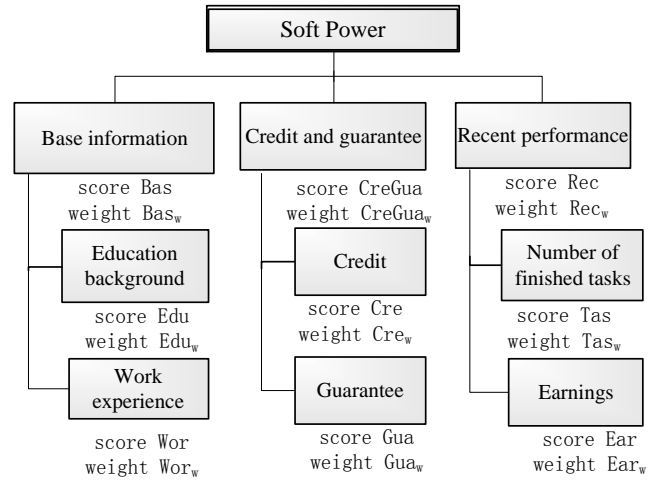 Soft Power
Base information
score Bas
weight Basw
Education
background
score Edu
weight Eduw
Work
experience
score Wor
weight Worw
Credit and guarantee
score CreGua
weight CreGuaw
Credit
score Cre
weight Crew
Guarantee
score Gua
weight Guaw
Recent performance
score Rec
weight Recw
Number of
finished tasks
score Tas
weight Tasw
Earnings
score Ear
weight Earw